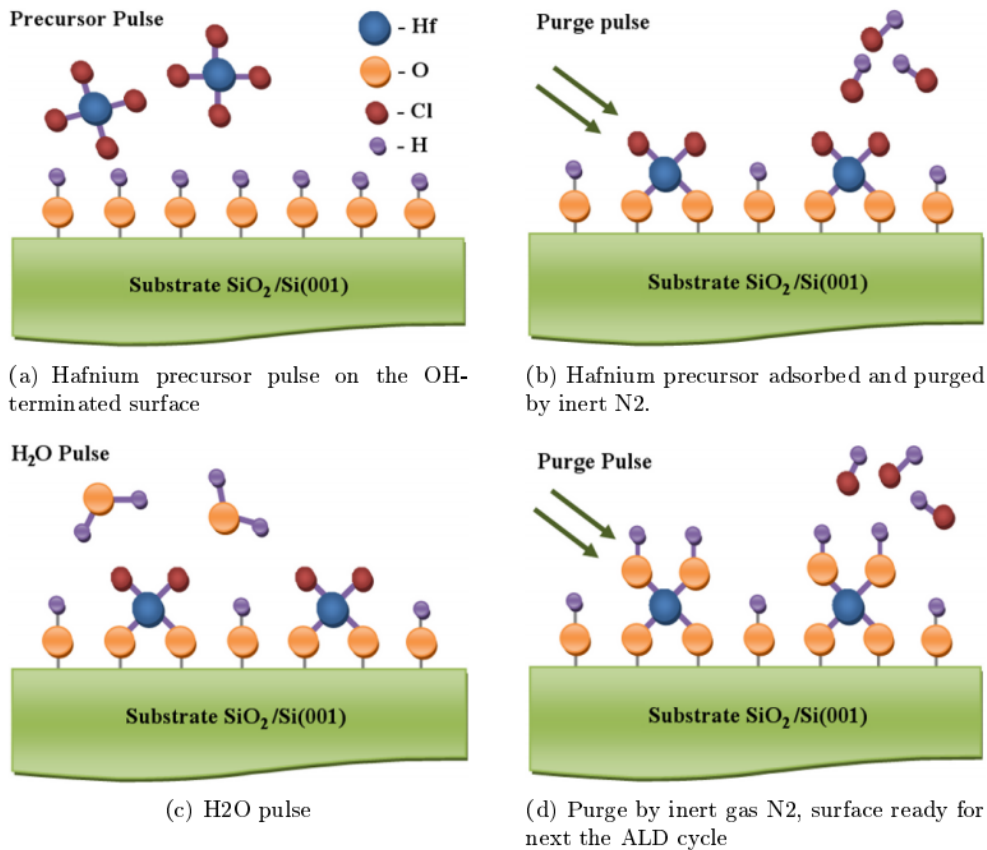 Precursor Pulse
- Hf
- O
- Cl
- H
Substrate SiO₂/Si(001)
(a) Hafnium precursor pulse on the OH-
terminated surface
Purge pulse
Substrate SiO₂/Si(001)
(b) Hafnium precursor adsorbed and purged
by inert N2.
H₂O Pulse
Substrate SiO₂/Si(001)
(c) H2O pulse
Purge Pulse
Substrate SiO₂/Si(001)
(d) Purge by inert gas N2, surface ready for
next the ALD cycle